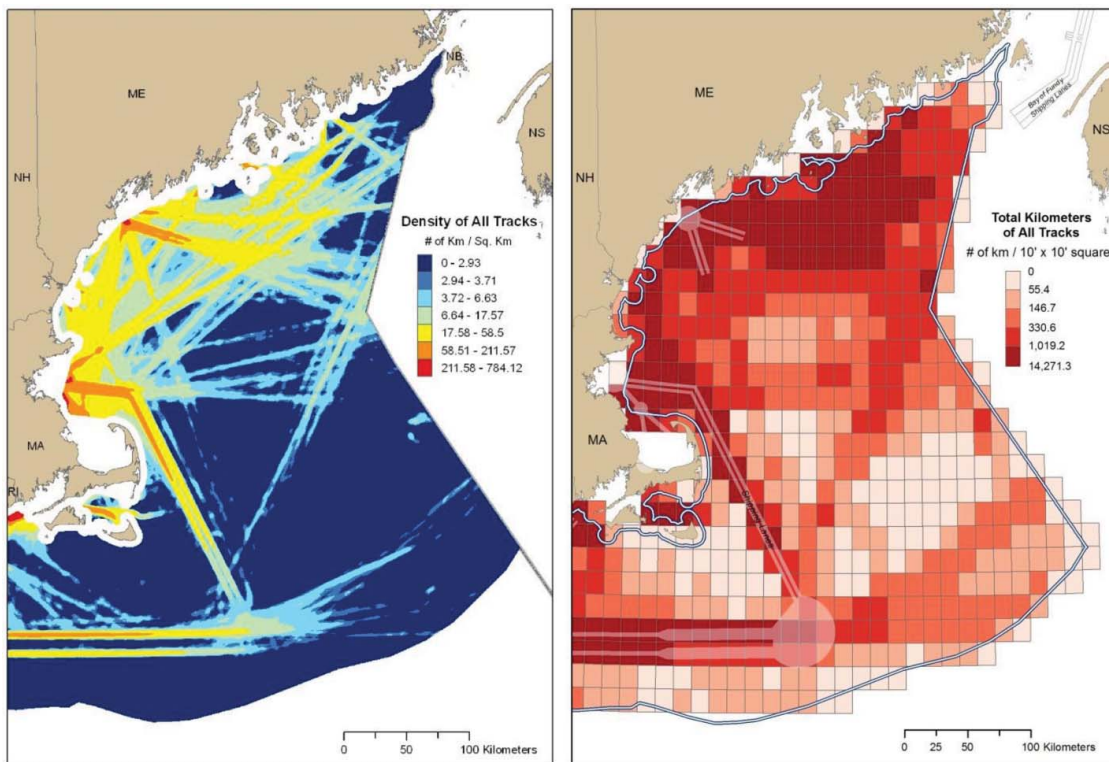 NB
ME
NS
NH
Density of All Tracks
# of Km / Sq. Km
0 - 2.93
2.94 - 3.71
3.72 - 6.63
6.64 - 17.57
17.58 - 58.5
58.51 - 211.57
211.58 - 784.12
MA
RI
0 50 100 Kilometers
Bay of Fundy
Shipping Lanes
ME
NS
NH
Total Kilometers
of All Tracks
# of km / 10' x 10' square
0
55.4
146.7
330.6
1,019.2
14,271.3
MA
Shipping Lanes
0 25 50 100 Kilometers